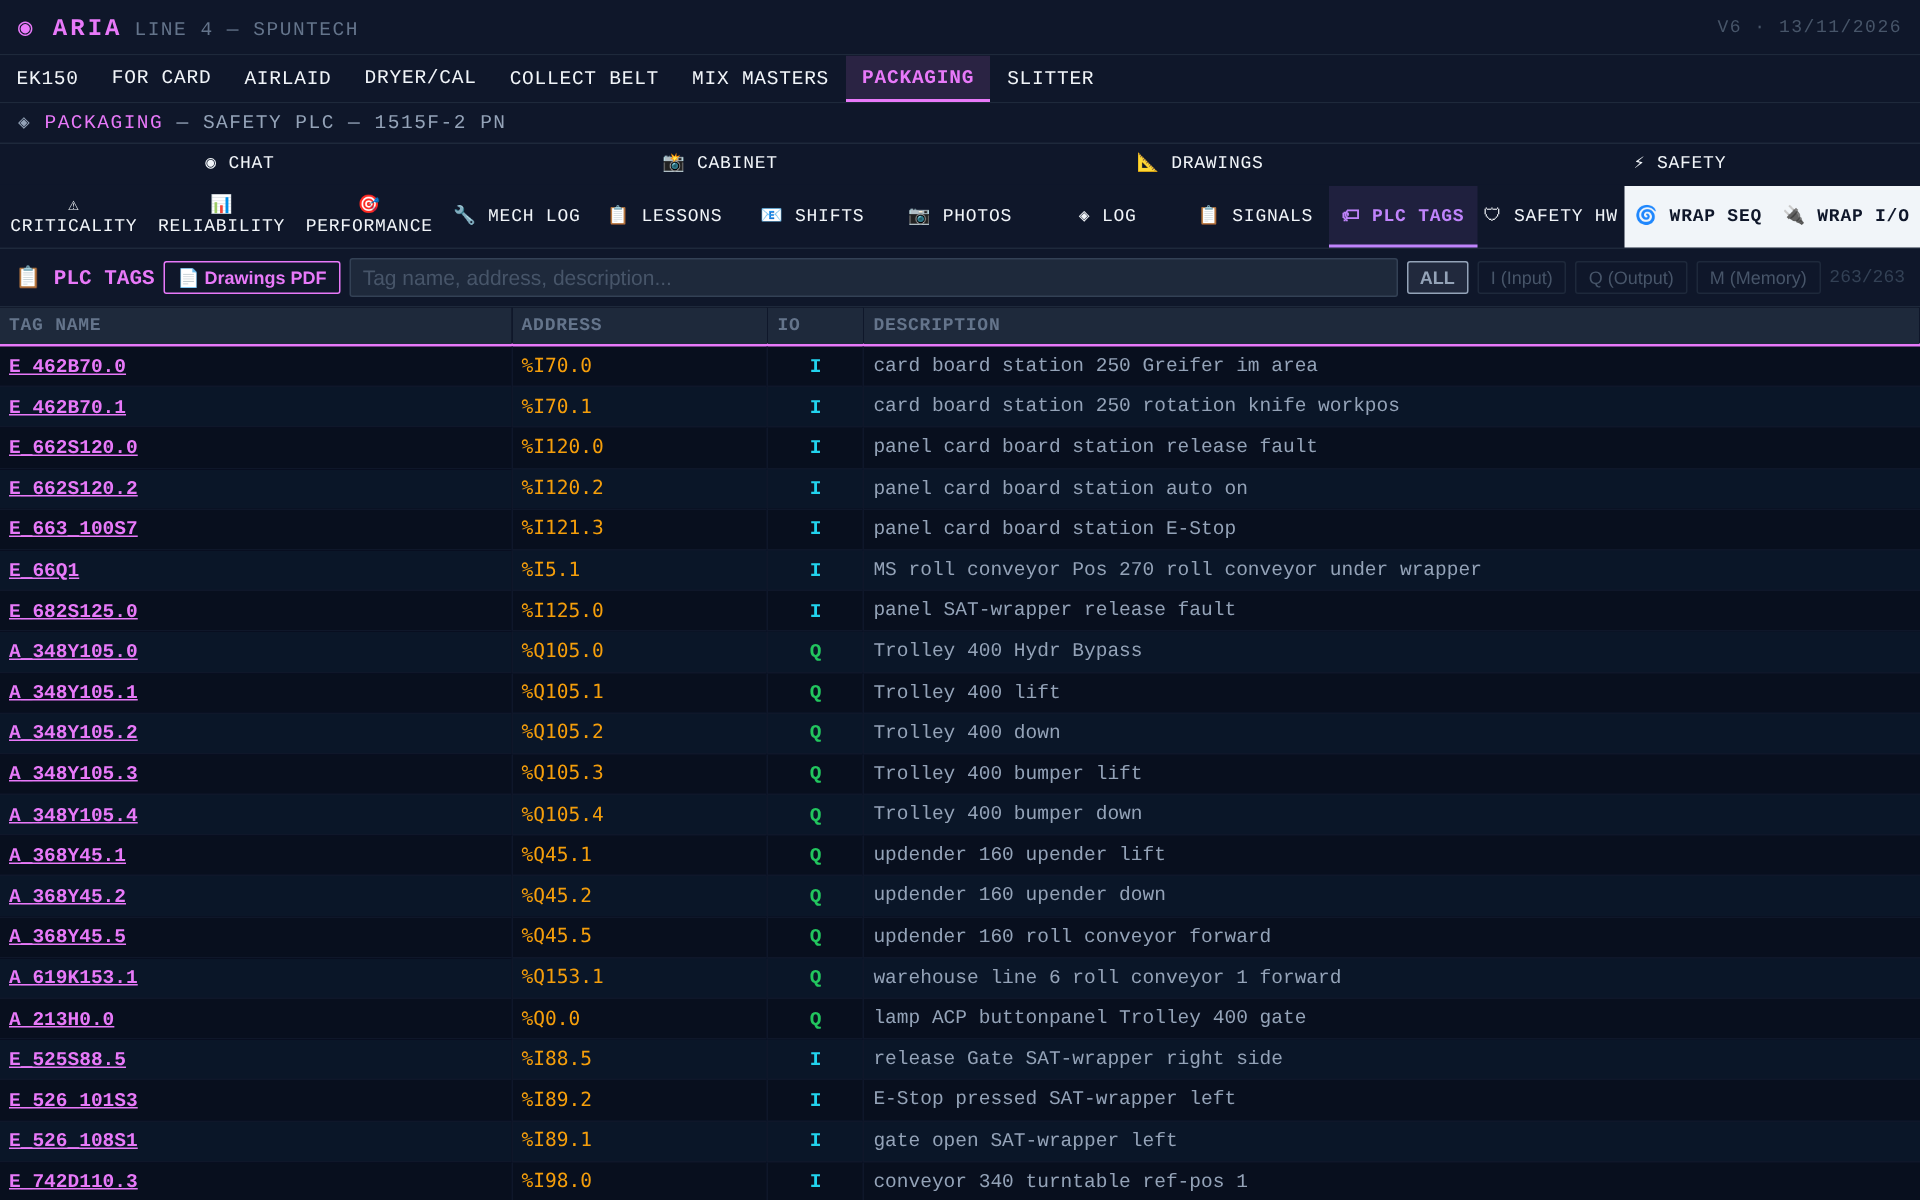 ◉ ARIA LINE 4 — SPUNTECH V6 · 13/11/2026
EK150 FOR CARD AIRLAID DRYER/CAL COLLECT BELT MIX MASTERS PACKAGING SLITTER
◈ PACKAGING — SAFETY PLC — 1515F-2 PN
◉ CHAT 📸 CABINET 📐 DRAWINGS ⚡ SAFETY
⚠ CRITICALITY 📊 RELIABILITY 🎯 PERFORMANCE 🔧 MECH LOG 📋 LESSONS 📧 SHIFTS 📷 PHOTOS ◈ LOG 📋 SIGNALS 🏷 PLC TAGS 🛡 SAFETY HW 🌀 WRAP SEQ 🔌 WRAP I/O
📋 PLC TAGS 📄 Drawings PDF Tag name, address, description... ALL I (Input) Q (Output) M (Memory) 263/263
TAG NAME ADDRESS IO DESCRIPTION
E_462B70.0 %I70.0 I card board station 250 Greifer im area
E_462B70.1 %I70.1 I card board station 250 rotation knife workpos
E_662S120.0 %I120.0 I panel card board station release fault
E_662S120.2 %I120.2 I panel card board station auto on
E_663_100S7 %I121.3 I panel card board station E-Stop
E_66Q1 %I5.1 I MS roll conveyor Pos 270 roll conveyor under wrapper
E_682S125.0 %I125.0 I panel SAT-wrapper release fault
A_348Y105.0 %Q105.0 Q Trolley 400 Hydr Bypass
A_348Y105.1 %Q105.1 Q Trolley 400 lift
A_348Y105.2 %Q105.2 Q Trolley 400 down
A_348Y105.3 %Q105.3 Q Trolley 400 bumper lift
A_348Y105.4 %Q105.4 Q Trolley 400 bumper down
A_368Y45.1 %Q45.1 Q updender 160 upender lift
A_368Y45.2 %Q45.2 Q updender 160 upender down
A_368Y45.5 %Q45.5 Q updender 160 roll conveyor forward
A_619K153.1 %Q153.1 Q warehouse line 6 roll conveyor 1 forward
A_213H0.0 %Q0.0 Q lamp ACP buttonpanel Trolley 400 gate
E_525S88.5 %I88.5 I release Gate SAT-wrapper right side
E_526_101S3 %I89.2 I E-Stop pressed SAT-wrapper left
E_526_108S1 %I89.1 I gate open SAT-wrapper left
E_742D110.3 %I98.0 I conveyor 340 turntable ref-pos 1